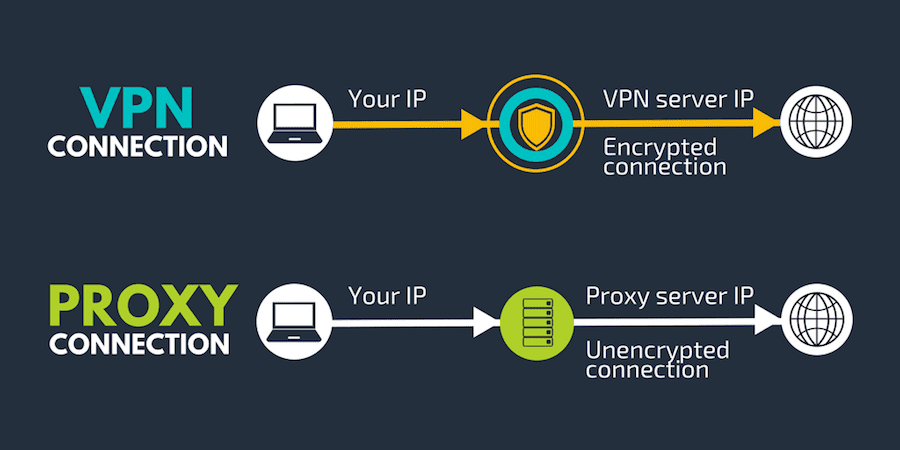 VPN
CONNECTION
Your IP
VPN server IP
Encrypted
connection
PROXY
CONNECTION
Your IP
Proxy server IP
Unencrypted
connection